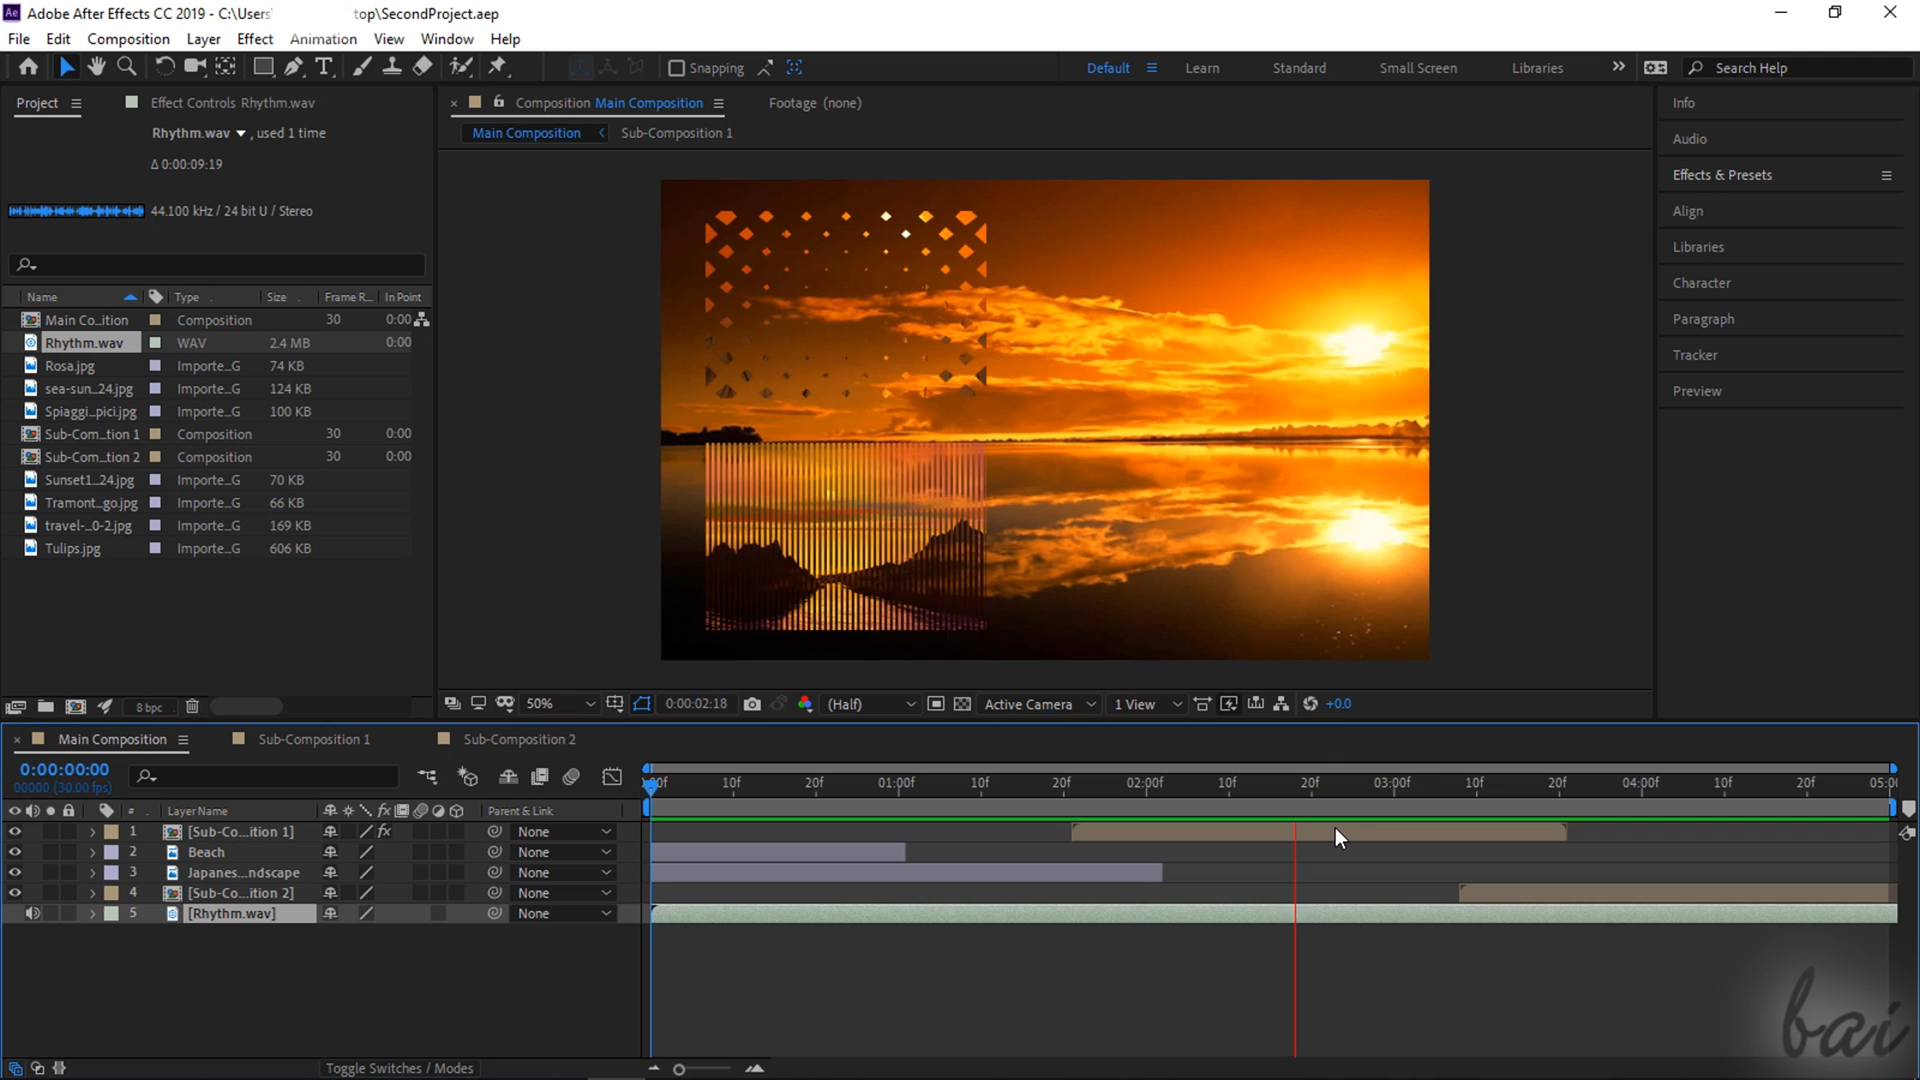 Ae Adobe After Effects CC 2019 - C:\Users\ top\SecondProject.aep
File Edit Composition Layer Effect Animation View Window Help
T Snapping Default Learn Standard Small Screen Libraries Search Help
Project Effect Controls Rhythm.wav
Rhythm.wav , used 1 time
Δ 0:00:09:19
44.100 kHz / 24 bit U / Stereo
Composition Main Composition Footage (none)
Main Composition Sub-Composition 1
Name Type Size Frame R... In Point
Main Co...ition Composition 30 0:00
Rhythm.wav WAV 2.4 MB 0:00
Rosa.jpg Importe...G 74 KB
sea-sun...24.jpg Importe...G 124 KB
Spiaggi...pici.jpg Importe...G 100 KB
Sub-Com...tion 1 Composition 30 0:00
Sub-Com...tion 2 Composition 30 0:00
Sunset1...24.jpg Importe...G 70 KB
Tramont...go.jpg Importe...G 66 KB
travel-...0-2.jpg Importe...G 169 KB
Tulips.jpg Importe...G 606 KB
Info
Audio
Effects & Presets
Align
Libraries
Character
Paragraph
Tracker
Preview
8 bpc
50% 0:00:02:18 (Half) Active Camera 1 View +0.0
Main Composition Sub-Composition 1 Sub-Composition 2
0:00:00:00
00000 (30.00 fps)
:00f 10f 20f 01:00f 10f 20f 02:00f 10f 20f 03:00f 10f 20f 04:00f 10f 20f 05:00
# Layer Name fx Parent & Link
1 [Sub-Co...ition 1] fx None
2 Beach None
3 Japanes...ndscape None
4 [Sub-Co...ition 2] None
5 [Rhythm.wav] None
Toggle Switches / Modes
bai